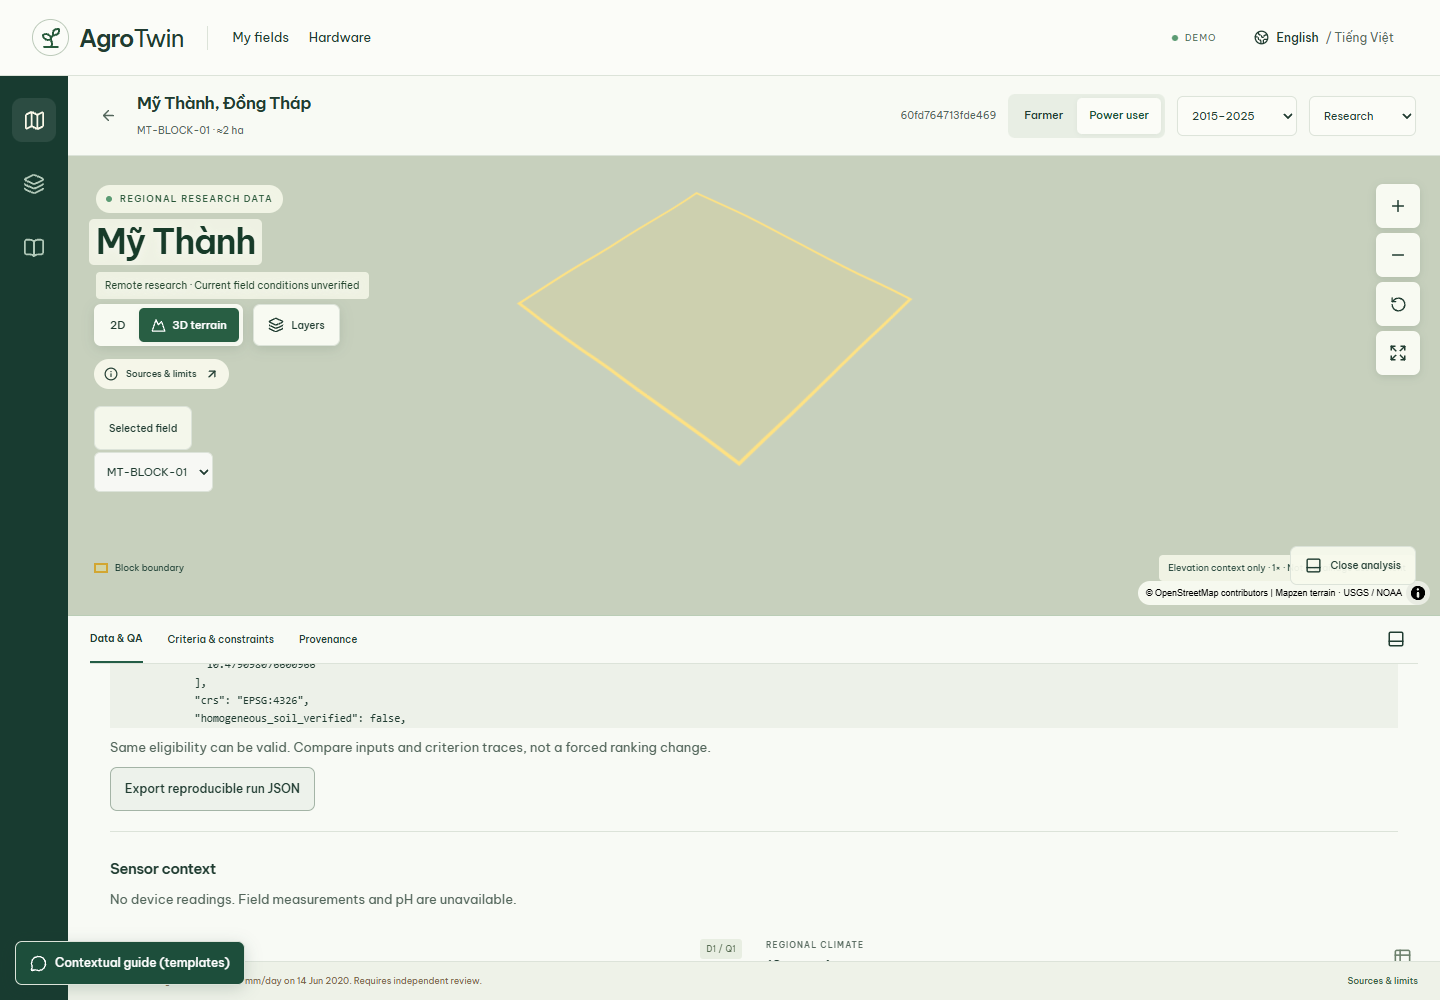 AgroTwin
My fields
Hardware
DEMO
English / Tiếng Việt
Mỹ Thành, Đồng Tháp
MT-BLOCK-01 · ≈2 ha
60fd764713fde469
Farmer
Power user
2015–2025
Research
REGIONAL RESEARCH DATA
Mỹ Thành
Remote research · Current field conditions unverified
2D
3D terrain
Layers
Sources & limits
Selected field
MT-BLOCK-01
Block boundary
Elevation context only · 1× ·
Close analysis
© OpenStreetMap contributors | Mapzen terrain · USGS / NOAA
Data & QA
Criteria & constraints
Provenance
],
"crs": "EPSG:4326",
"homogeneous_soil_verified": false,
Same eligibility can be valid. Compare inputs and criterion traces, not a forced ranking change.
Export reproducible run JSON
Sensor context
No device readings. Field measurements and pH are unavailable.
D1 / Q1
REGIONAL CLIMATE
Contextual guide (templates)
mm/day on 14 Jun 2020. Requires independent review.
Sources & limits